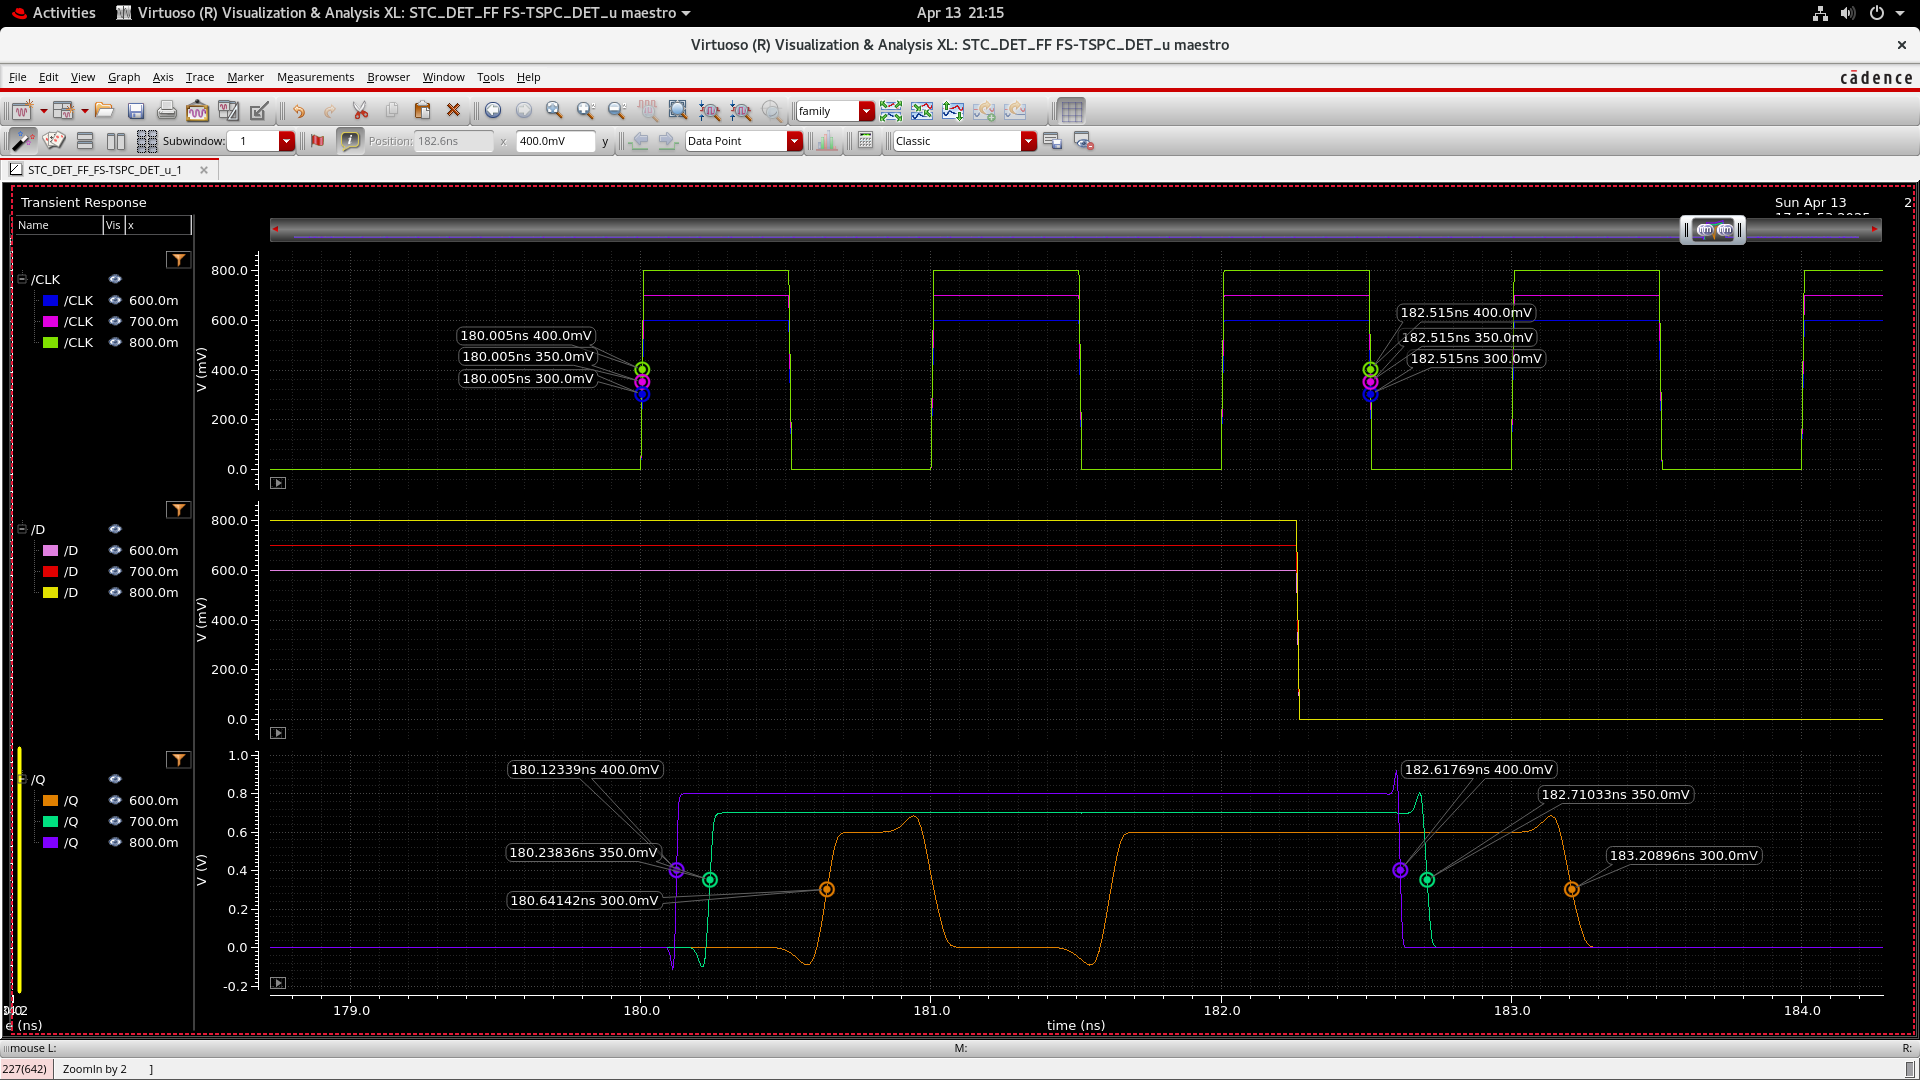 Activities
Virtuoso (R) Visualization & Analysis XL: STC_DET_FF FS-TSPC_DET_u maestro
Apr 13 21:15
Virtuoso (R) Visualization & Analysis XL: STC_DET_FF FS-TSPC_DET_u maestro
File Edit View Graph Axis Trace Marker Measurements Browser Window Tools Help
cādence
family
Subwindow: 1
Position: 182.6ns x 400.0mV y
Data Point
Classic
STC_DET_FF_FS-TSPC_DET_u_1
Transient Response
Sun Apr 13
2
Name Vis x
/CLK
/CLK 600.0m
/CLK 700.0m
/CLK 800.0m
V (mV)
800.0
600.0
400.0
200.0
0.0
180.005ns 400.0mV
180.005ns 350.0mV
180.005ns 300.0mV
182.515ns 400.0mV
182.515ns 350.0mV
182.515ns 300.0mV
/D
/D 600.0m
/D 700.0m
/D 800.0m
V (mV)
800.0
600.0
400.0
200.0
0.0
/Q
/Q 600.0m
/Q 700.0m
/Q 800.0m
V (V)
1.0
0.8
0.6
0.4
0.2
0.0
-0.2
180.12339ns 400.0mV
180.23836ns 350.0mV
180.64142ns 300.0mV
182.61769ns 400.0mV
182.71033ns 350.0mV
183.20896ns 300.0mV
179.0 180.0 181.0 182.0 183.0 184.0
e (ns)
time (ns)
mouse L: M: R:
227(642) ZoomIn by 2 ]